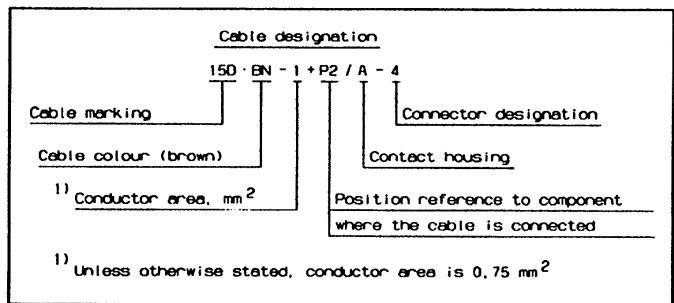 Cable designation
15D · BN - 1 + P2 / A - 4
Cable marking
Connector designation
Cable colour (brown)
Contact housing
1) Conductor area, mm2
Position reference to component
where the cable is connected
1) Unless otherwise stated, conductor area is 0,75 mm2